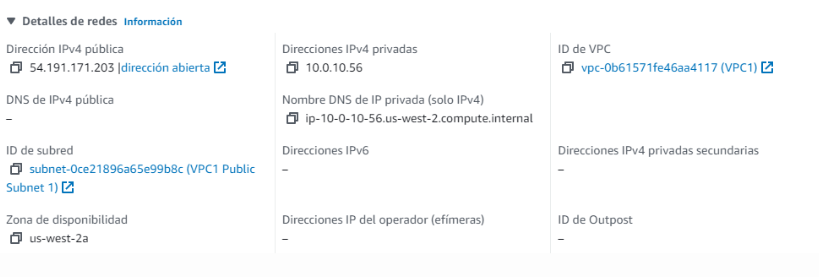 Detalles de redes Información
Dirección IPv4 pública
54.191.171.203 |dirección abierta
Direcciones IPv4 privadas
10.0.10.56
ID de VPC
vpc-0b61571fe46aa4117 (VPC1)
DNS de IPv4 pública
–
Nombre DNS de IP privada (solo IPv4)
ip-10-0-10-56.us-west-2.compute.internal
ID de subred
subnet-0ce21896a65e99b8c (VPC1 Public
Subnet 1)
Direcciones IPv6
–
Direcciones IPv4 privadas secundarias
–
Zona de disponibilidad
us-west-2a
Direcciones IP del operador (efímeras)
–
ID de Outpost
–